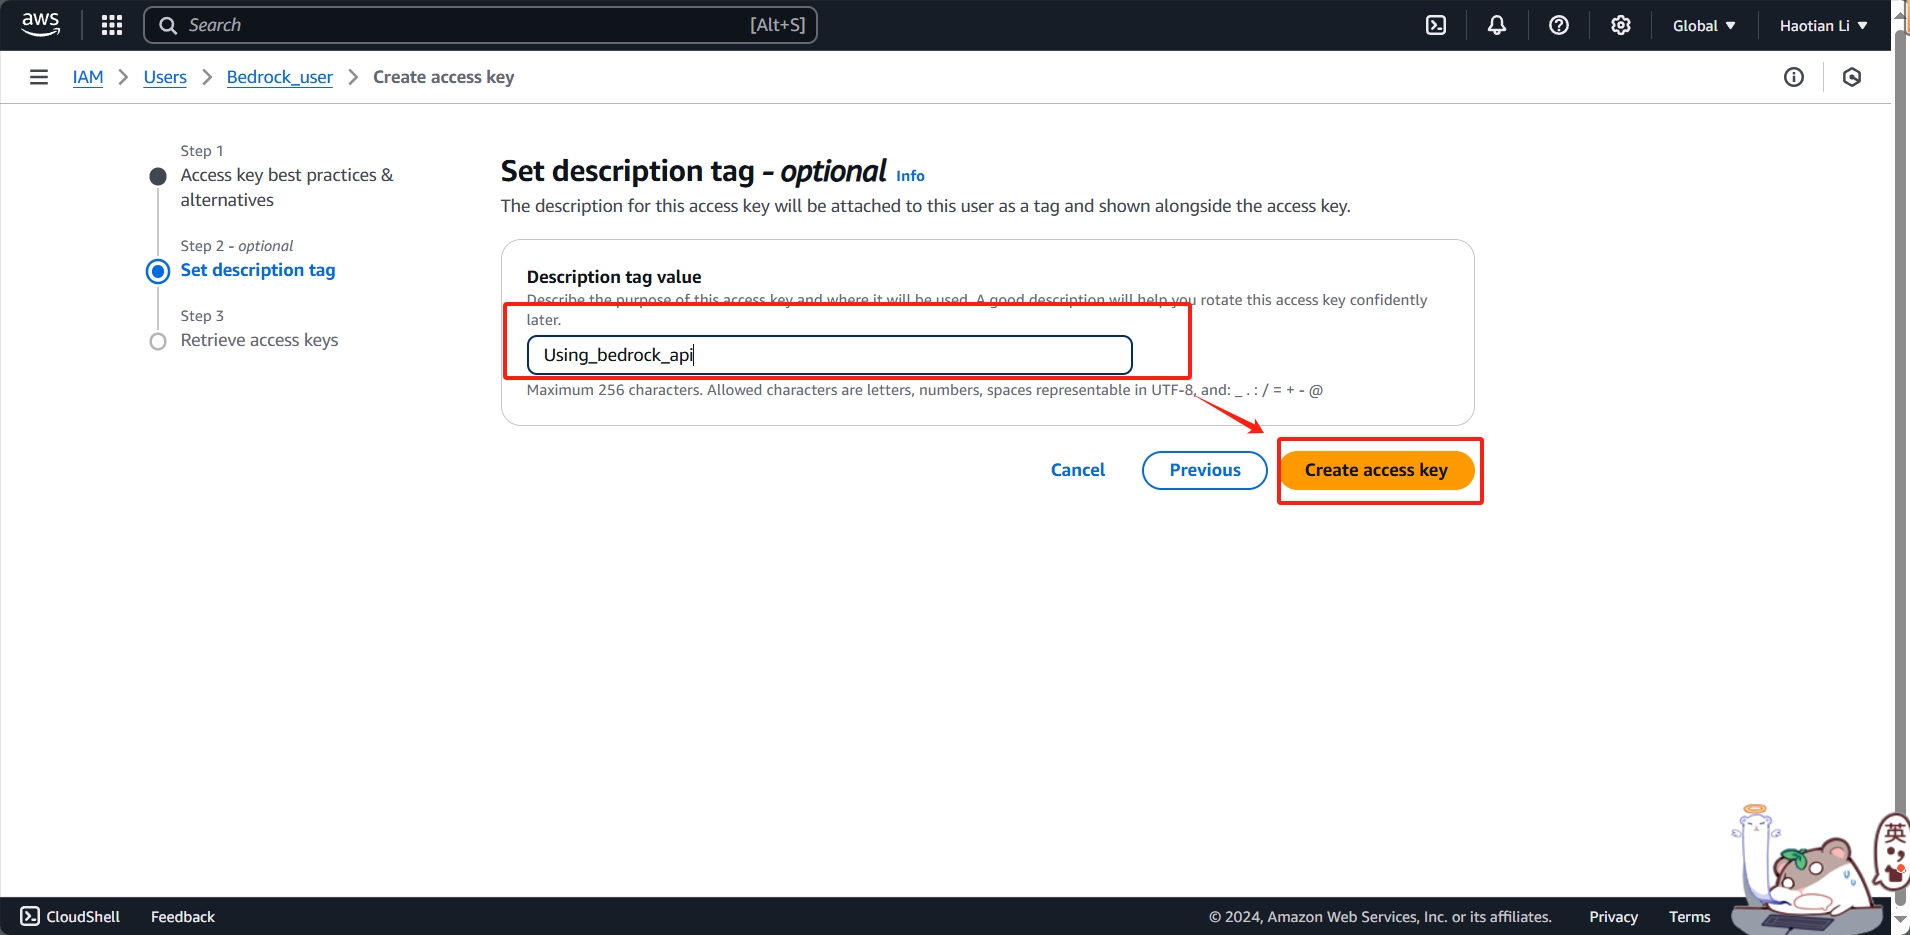 aws
Search [Alt+S]
Global Haotian Li
IAM Users Bedrock_user Create access key
Step 1
Access key best practices &
alternatives
Step 2 - optional
Set description tag
Step 3
Retrieve access keys
Set description tag - optional Info
The description for this access key will be attached to this user as a tag and shown alongside the access key.
Description tag value
Describe the purpose of this access key and where it will be used. A good description will help you rotate this access key confidently
later.
Using_bedrock_api
Maximum 256 characters. Allowed characters are letters, numbers, spaces representable in UTF-8, and: _ . : / = + - @
Cancel Previous Create access key
英
CloudShell Feedback
© 2024, Amazon Web Services, Inc. or its affiliates. Privacy Terms